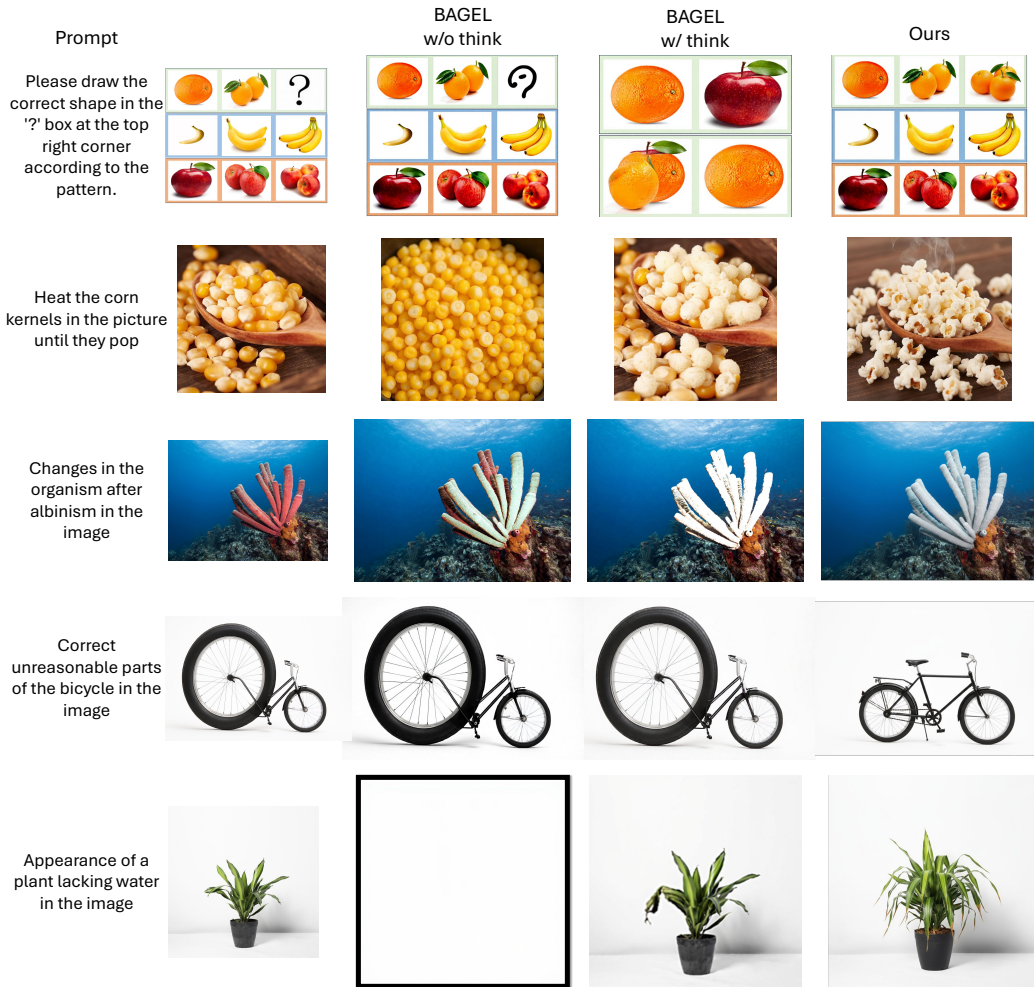 Prompt
BAGEL
w/o think
BAGEL
w/ think
Ours
Please draw the
correct shape in the
'?' box at the top
right corner
according to the
pattern.
?
?
Heat the corn
kernels in the picture
until they pop
Changes in the
organism after
albinism in the
image
Correct
unreasonable parts
of the bicycle in the
image
Appearance of a
plant lacking water
in the image